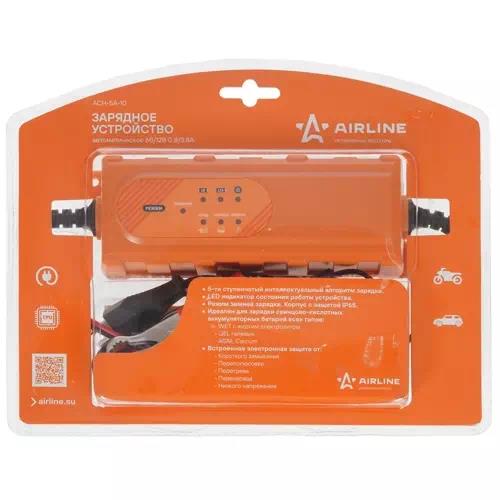 ACH-5A-10
ЗАРЯДНОЕ
УСТРОЙСТВО
автоматическое 6В/12В 0.8/3.8А
AIRLINE
РЕЖИМ
• 5-ти ступенчатый интеллектуальный алгоритм зарядки.
• LED индикатор состояния работы устройства.
• Режим зимней зарядки. Корпус с защитой IP65.
• Идеален для зарядки свинцово-кислотных
аккумуляторных батарей всех типов:
- WET с жидким электролитом
- GEL гелевых
- AGM, Calcium
• Встроенная электронная защита от:
- Короткого замыкания
- Переполюсовки
- Перегрева
- Перезаряда
- Низкого напряжения
CPU
airline.su
AIRLINE